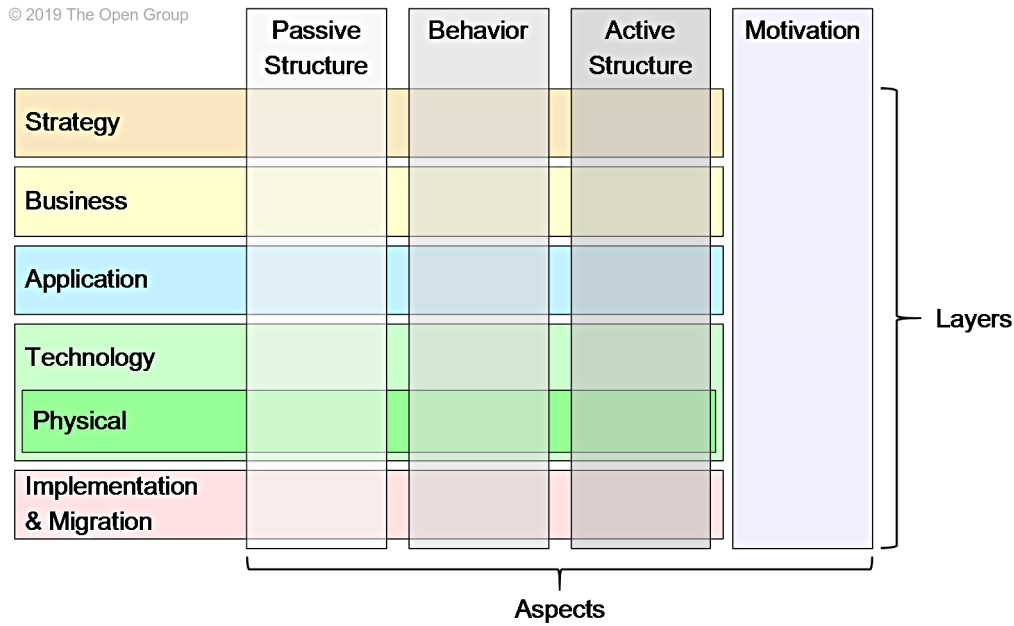 © 2019 The Open Group
Passive
Structure
Behavior
Active
Structure
Motivation
Strategy
Business
Application
Technology
Physical
Implementation
& Migration
Layers
Aspects